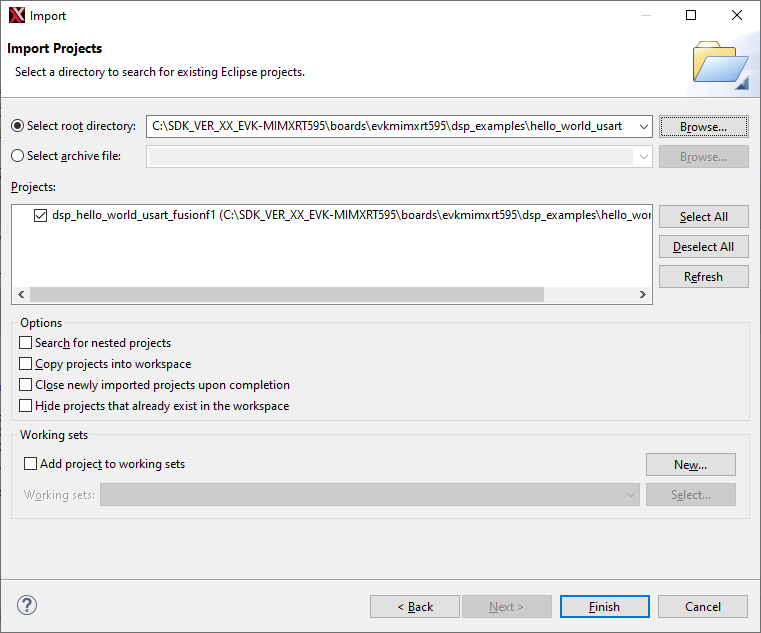 Import
Import Projects
Select a directory to search for existing Eclipse projects.
Select root directory: C:\SDK_VER_XX_EVK-MIMXRT595\boards\evkmimxrt595\dsp_examples\hello_world_usart Browse...
Select archive file: Browse...
Projects:
dsp_hello_world_usart_fusionf1 (C:\SDK_VER_XX_EVK-MIMXRT595\boards\evkmimxrt595\dsp_examples\hello_wor
Select All
Deselect All
Refresh
Options
Search for nested projects
Copy projects into workspace
Close newly imported projects upon completion
Hide projects that already exist in the workspace
Working sets
Add project to working sets New...
Working sets: Select...
? < Back Next > Finish Cancel